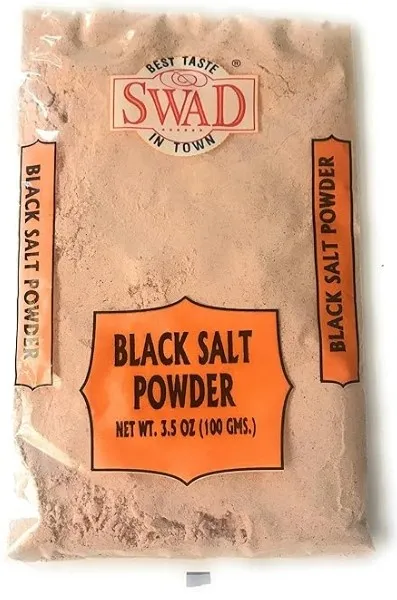 BEST TASTE
®
SWAD
IN TOWN
BLACK SALT POWDER
BLACK SALT POWDER
BLACK SALT
POWDER
NET WT. 3.5 OZ (100 GMS.)